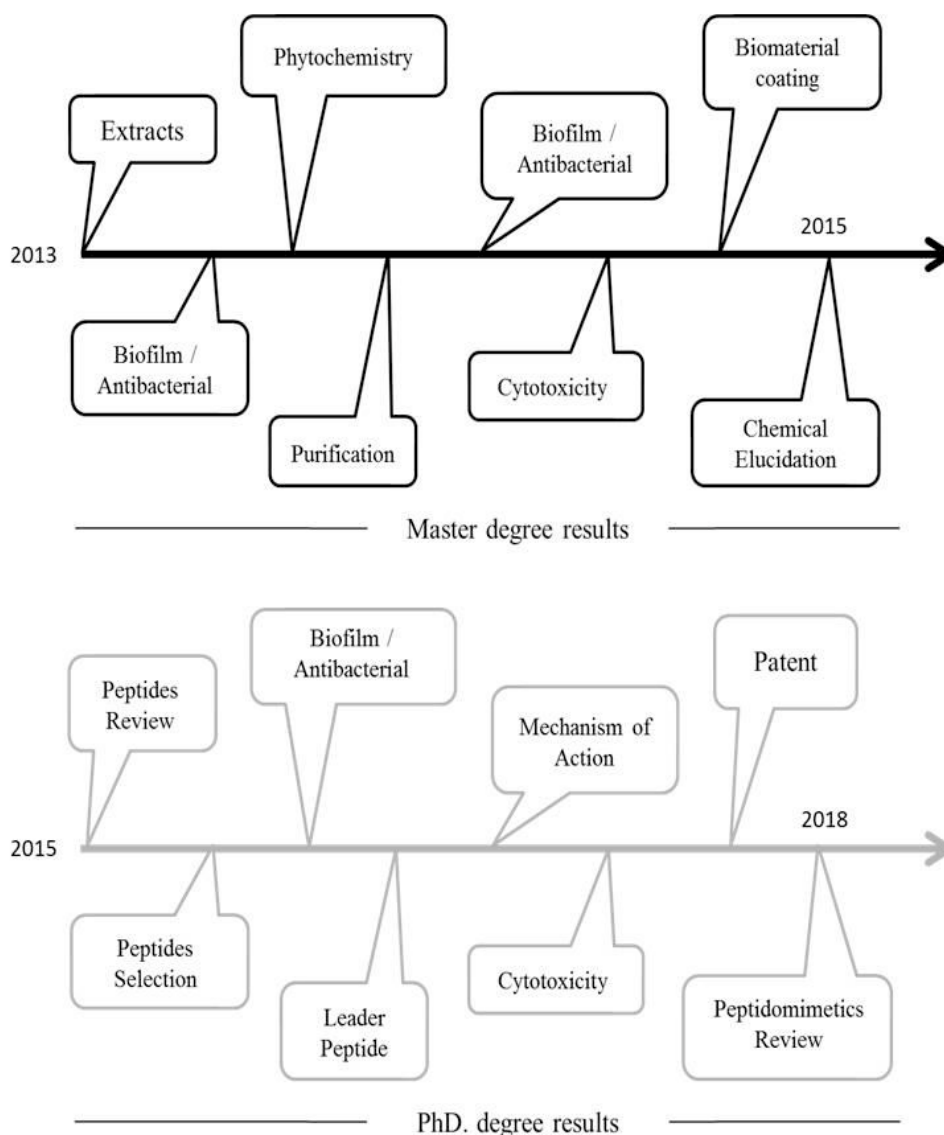 Phytochemistry
Biomaterial
coating
Extracts
Biofilm /
Antibacterial
2013
2015
Biofilm /
Antibacterial
Cytotoxicity
Purification
Chemical
Elucidation
Master degree results
Biofilm /
Antibacterial
Patent
Peptides
Review
Mechanism of
Action
2015
2018
Peptides
Selection
Cytotoxicity
Leader
Peptide
Peptidomimetics
Review
PhD. degree results